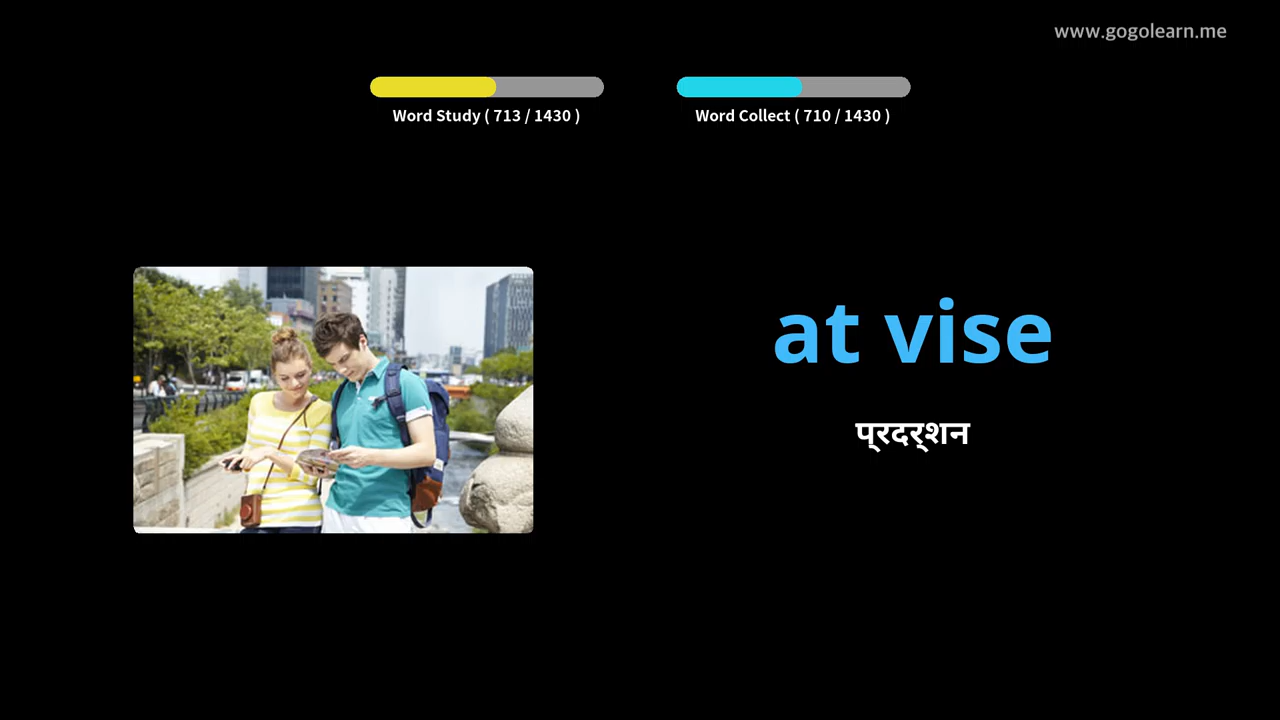 www.gogolearn.me
Word Study ( 713 / 1430 )
Word Collect ( 710 / 1430 )
at vise
प्रदर्शन